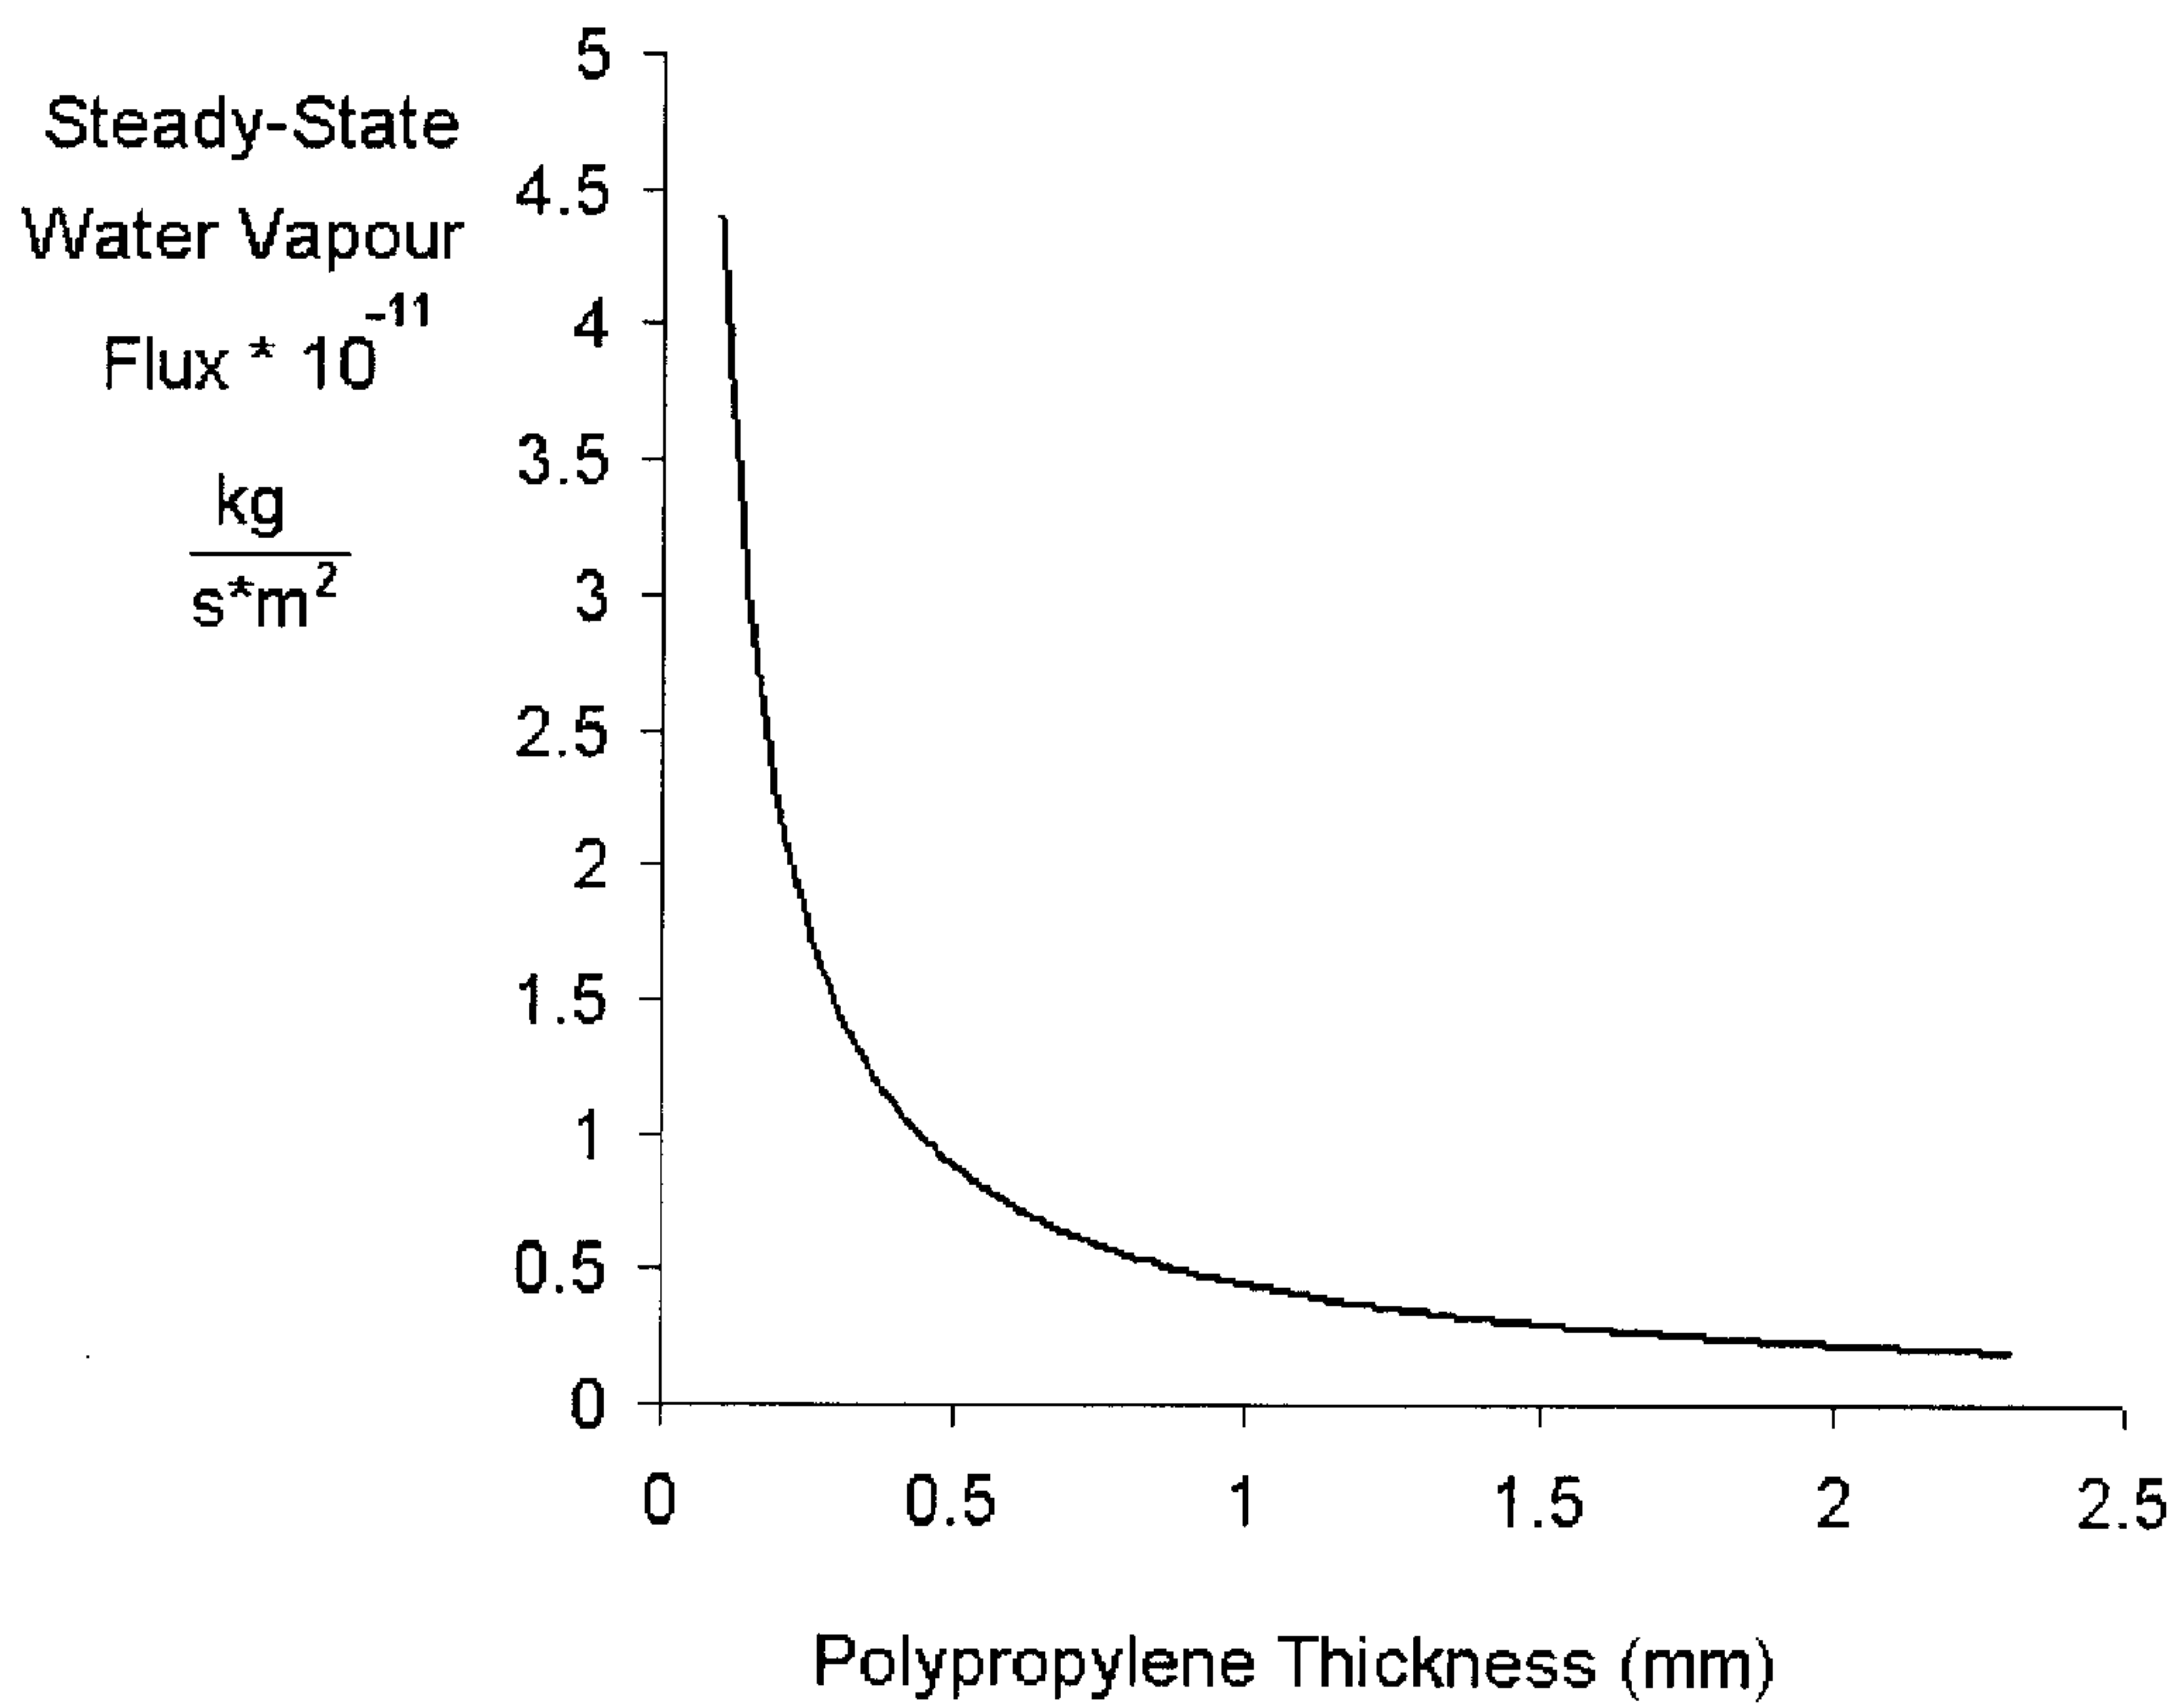 Steady-State
Water Vapour
Flux * 10^-11
kg
s*m²
5
4.5
4
3.5
3
2.5
2
1.5
1
0.5
0
0 0.5 1 1.5 2 2.5
Polypropylene Thickness (mm)